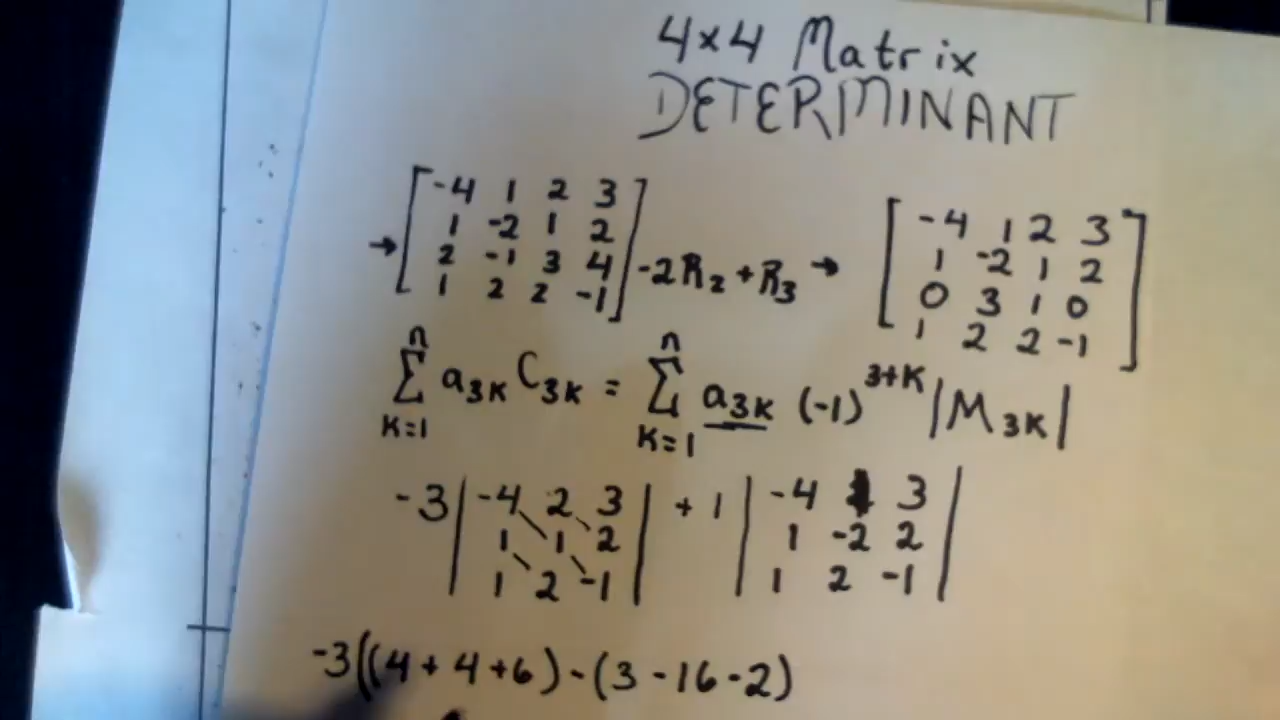 4×4 Matrix
DETERMINANT
→ [ -4 1 2 3 ; 1 -2 1 2 ; 2 -1 3 4 ; 1 2 2 -1 ] -2R₂ + R₃ → [ -4 1 2 3 ; 1 -2 1 2 ; 0 3 1 0 ; 1 2 2 -1 ]
n ∑ K=1 a₃ₖ C₃ₖ = n ∑ K=1 a₃ₖ (-1)^3+K |M₃ₖ|
-3 | -4 2 3 ; 1 1 2 ; 1 2 -1 | + 1 | -4 1 3 ; 1 -2 2 ; 1 2 -1 |
-3((4 + 4 + 6) - (3 - 16 - 2)